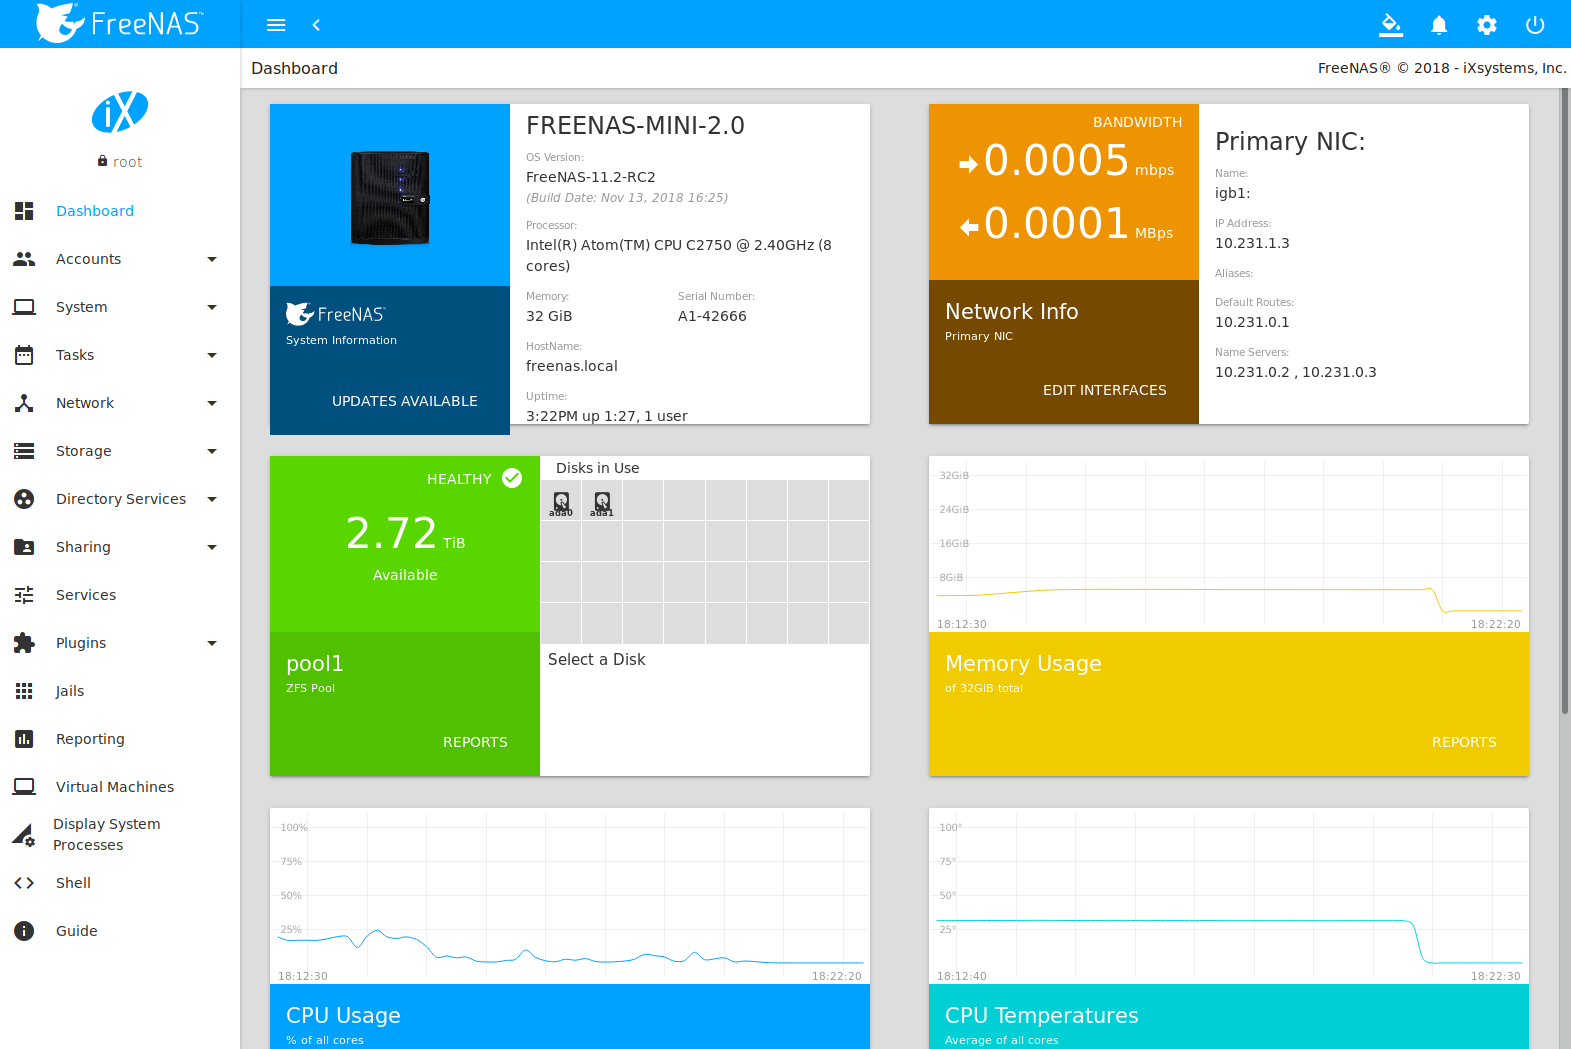 FreeNAS™
Dashboard
FreeNAS® © 2018 - iXsystems, Inc.
iX
root
Dashboard
Accounts
System
Tasks
Network
Storage
Directory Services
Sharing
Services
Plugins
Jails
Reporting
Virtual Machines
Display System
Processes
Shell
Guide
FreeNAS
System Information
UPDATES AVAILABLE
FREENAS-MINI-2.0
OS Version:
FreeNAS-11.2-RC2
(Build Date: Nov 13, 2018 16:25)
Processor:
Intel(R) Atom(TM) CPU C2750 @ 2.40GHz (8
cores)
Memory:
32 GiB
Serial Number:
A1-42666
HostName:
freenas.local
Uptime:
3:22PM up 1:27, 1 user
BANDWIDTH
0.0005 mbps
0.0001 MBps
Network Info
Primary NIC
EDIT INTERFACES
Primary NIC:
Name:
igb1:
IP Address:
10.231.1.3
Aliases:
Default Routes:
10.231.0.1
Name Servers:
10.231.0.2 , 10.231.0.3
HEALTHY
2.72 TiB
Available
pool1
ZFS Pool
REPORTS
Disks in Use
ada0 ada1
Select a Disk
32GiB
24GiB
16GiB
8GiB
18:12:30 18:22:20
Memory Usage
of 32GiB total
REPORTS
100%
75%
50%
25%
18:12:30 18:22:20
CPU Usage
% of all cores
100°
75°
50°
25°
18:12:40 18:22:30
CPU Temperatures
Average of all cores